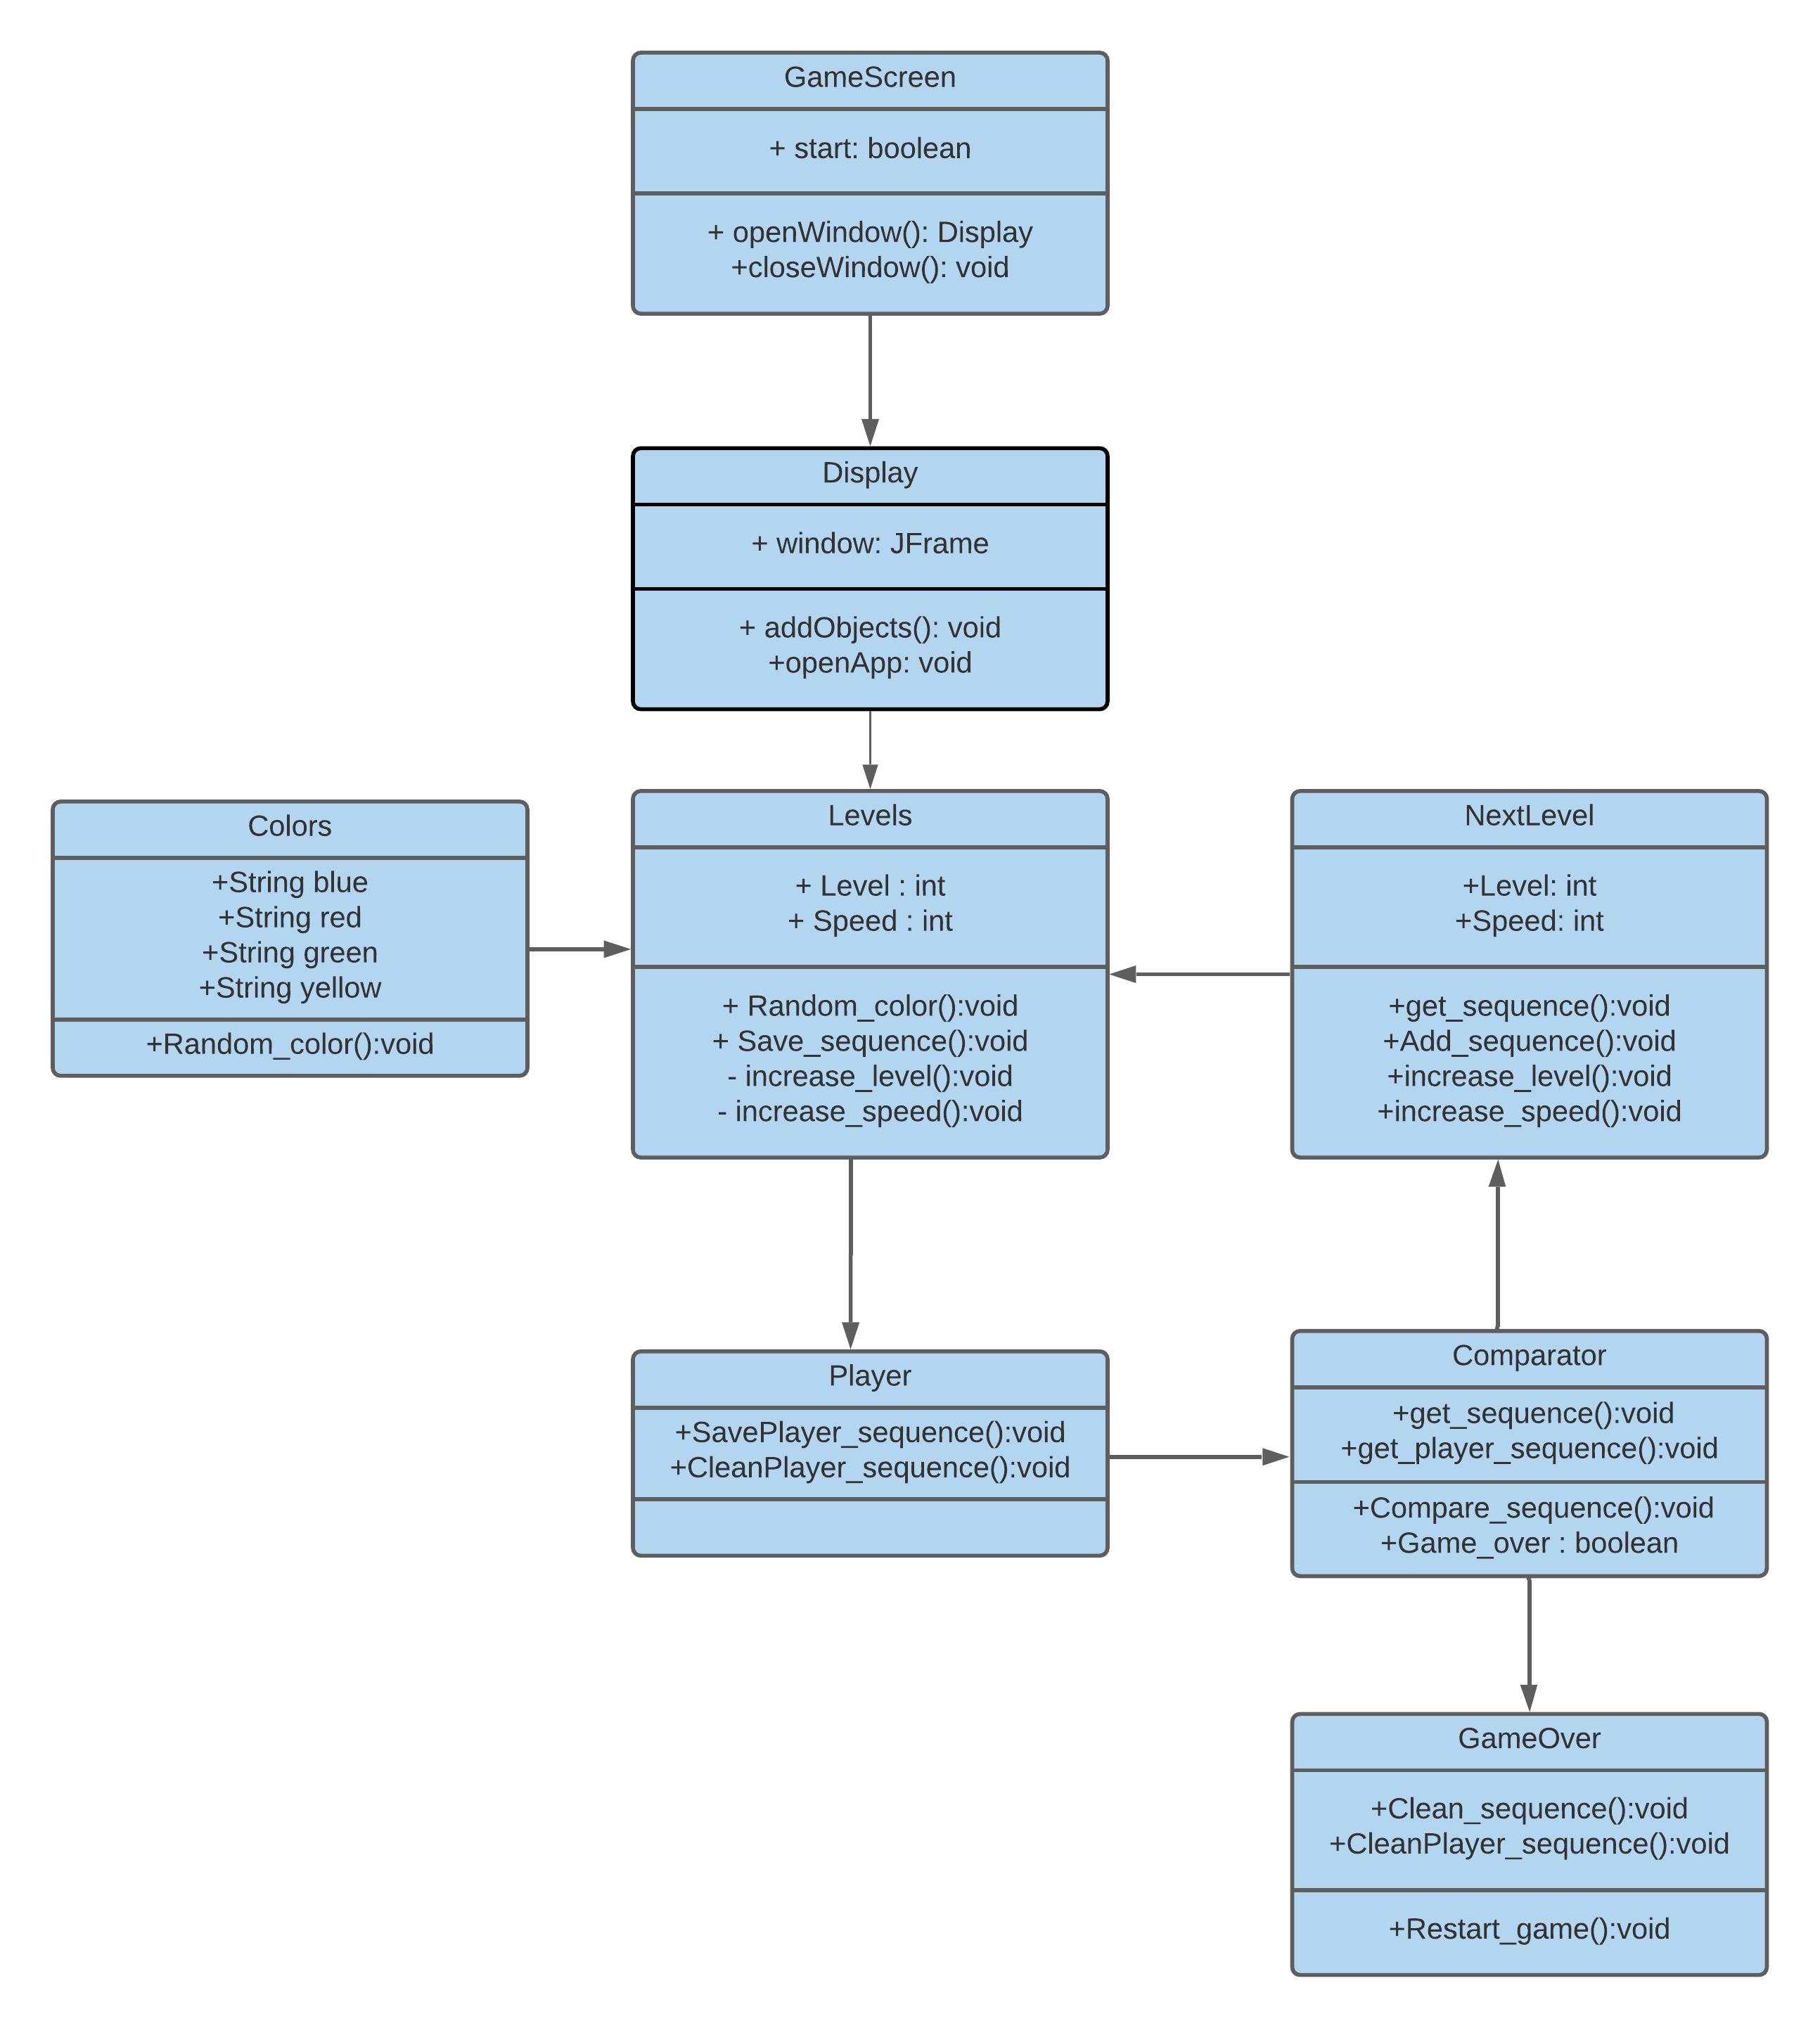 GameScreen
+ start: boolean
+ openWindow(): Display
+closeWindow(): void
Display
+ window: JFrame
+ addObjects(): void
+openApp: void
Colors
+String blue
+String red
+String green
+String yellow
+Random_color():void
Levels
+ Level : int
+ Speed : int
+ Random_color():void
+ Save_sequence():void
- increase_level():void
- increase_speed():void
NextLevel
+Level: int
+Speed: int
+get_sequence():void
+Add_sequence():void
+increase_level():void
+increase_speed():void
Player
+SavePlayer_sequence():void
+CleanPlayer_sequence():void
Comparator
+get_sequence():void
+get_player_sequence():void
+Compare_sequence():void
+Game_over : boolean
GameOver
+Clean_sequence():void
+CleanPlayer_sequence():void
+Restart_game():void